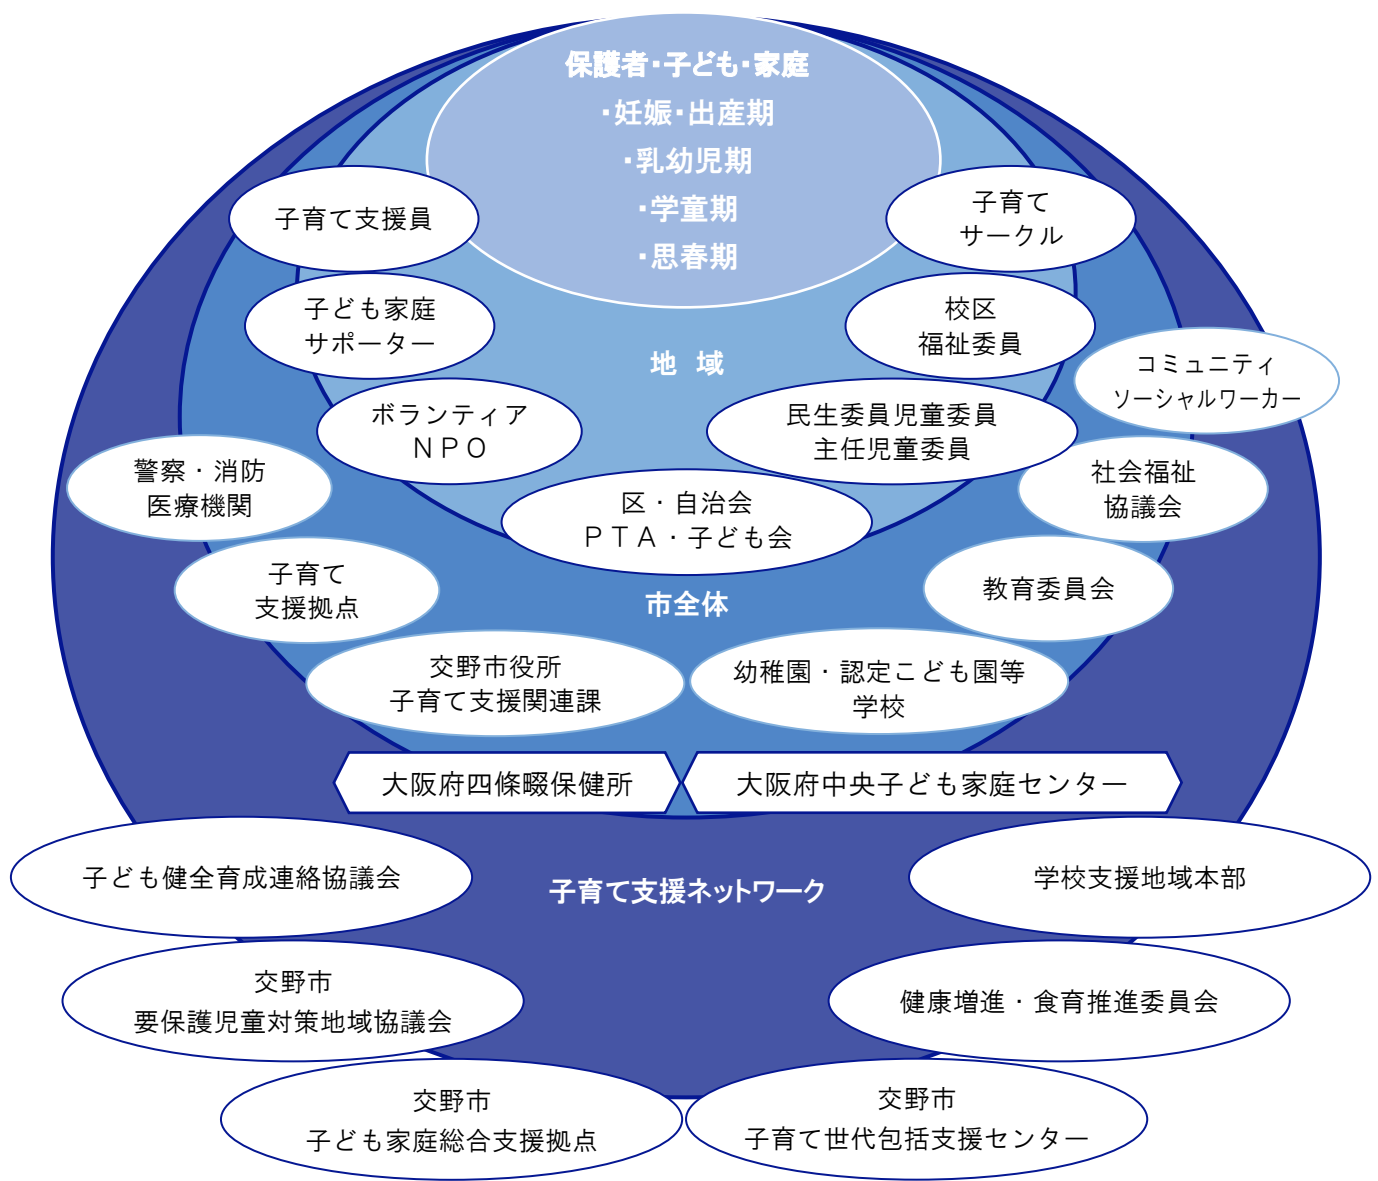 保護者・子ども・家庭
・妊娠・出産期
・乳幼児期
・学童期
・思春期
子育て支援員
子育て
サークル
子ども家庭
サポーター
校区
福祉委員
地　域
コミュニティ
ソーシャルワーカー
ボランティア
ＮＰＯ
民生委員児童委員
主任児童委員
警察・消防
医療機関
社会福祉
協議会
区・自治会
ＰＴＡ・子ども会
子育て
支援拠点
教育委員会
市全体
交野市役所
子育て支援関連課
幼稚園・認定こども園等
学校
大阪府四條畷保健所
大阪府中央子ども家庭センター
子ども健全育成連絡協議会
子育て支援ネットワーク
学校支援地域本部
交野市
要保護児童対策地域協議会
健康増進・食育推進委員会
交野市
子ども家庭総合支援拠点
交野市
子育て世代包括支援センター